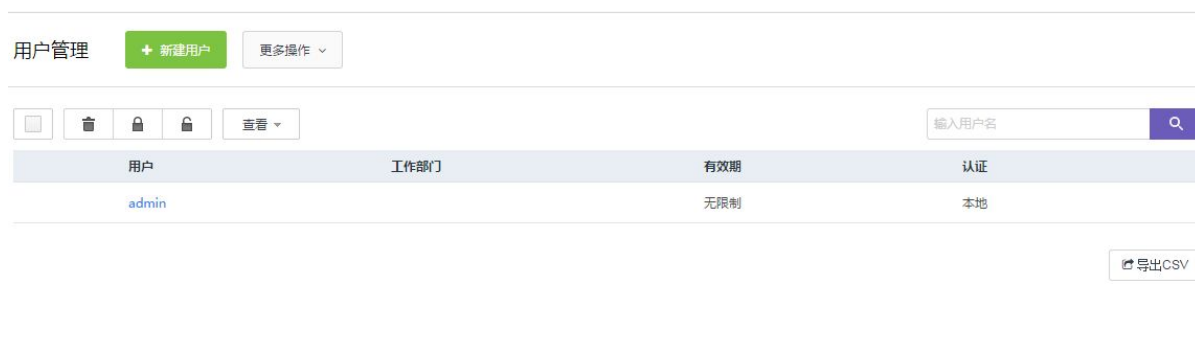 用户管理 新建用户 更多操作
查看 输入用户名
用户 工作部门 有效期 认证
admin 无限制 本地
导出CSV